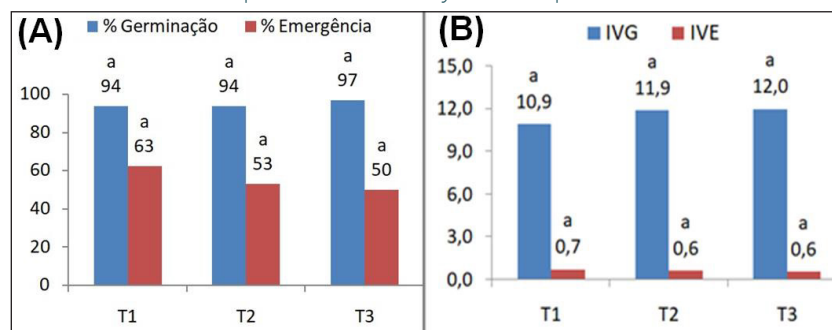 (A)
% Germinação % Emergência
a a a
94 94 97
a a a
63 53 50
100
80
60
40
20
0
T1 T2 T3
(B)
IVG IVE
15,0
12,0
9,0
6,0
3,0
0,0
a a a
10,9 11,9 12,0
a a a
0,7 0,6 0,6
T1 T2 T3